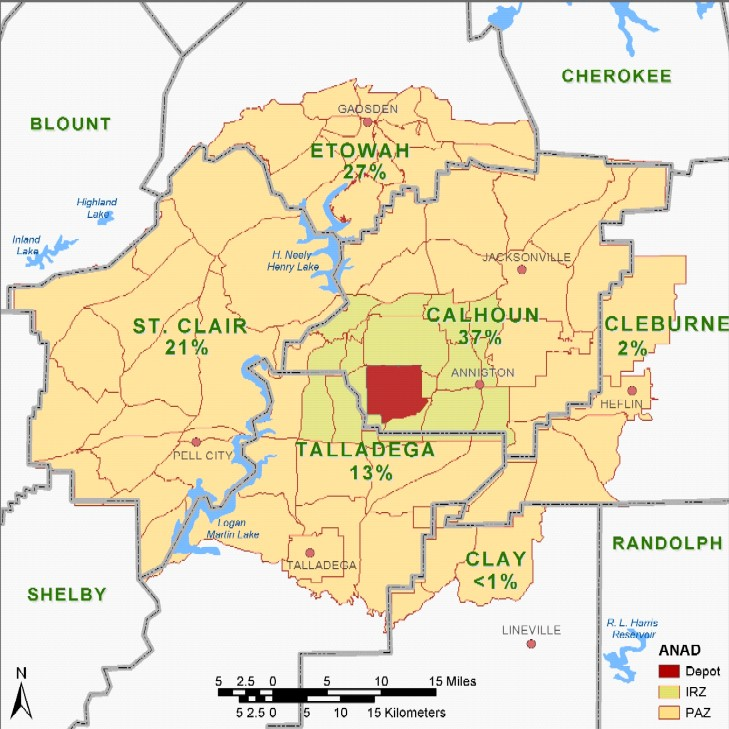 CHEROKEE
BLOUNT
GADSDEN
ETOWAH
27%
Highland
Lake
Inland
Lake
H. Neely
Henry Lake
JACKSONVILLE
ST. CLAIR
21%
CALHOUN
37%
CLEBURNE
2%
ANNISTON
HEFLIN
PELL CITY
TALLADEGA
13%
Logan
Martin Lake
TALLADEGA
CLAY
<1%
RANDOLPH
SHELBY
LINEVILLE
R. L. Harris
Reservoir
N
ANAD
Depot
IRZ
PAZ
5 2.5 0 5 10 15 Miles
5 2.5 0 5 10 15 Kilometers